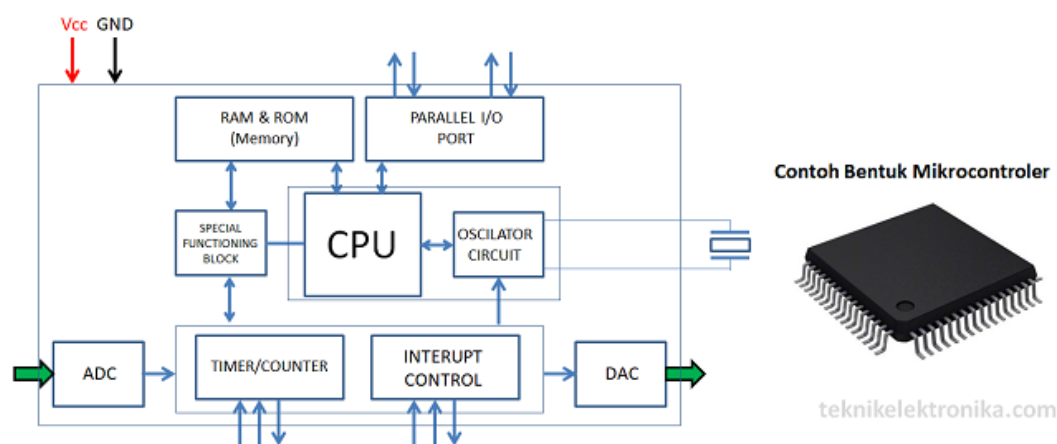 Vcc GND
RAM & ROM
(Memory)
PARALLEL I/O
PORT
SPECIAL
FUNCTIONING
BLOCK
CPU
OSCILATOR
CIRCUIT
ADC
TIMER/COUNTER
INTERUPT
CONTROL
DAC
Contoh Bentuk Mikrocontroler
teknikelektronika.com